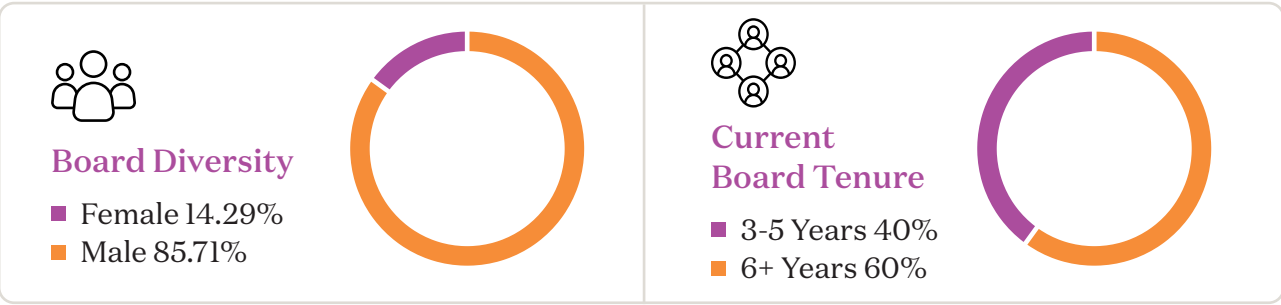 Board Diversity
Female 14.29%
Male 85.71%
Current
Board Tenure
3-5 Years 40%
6+ Years 60%